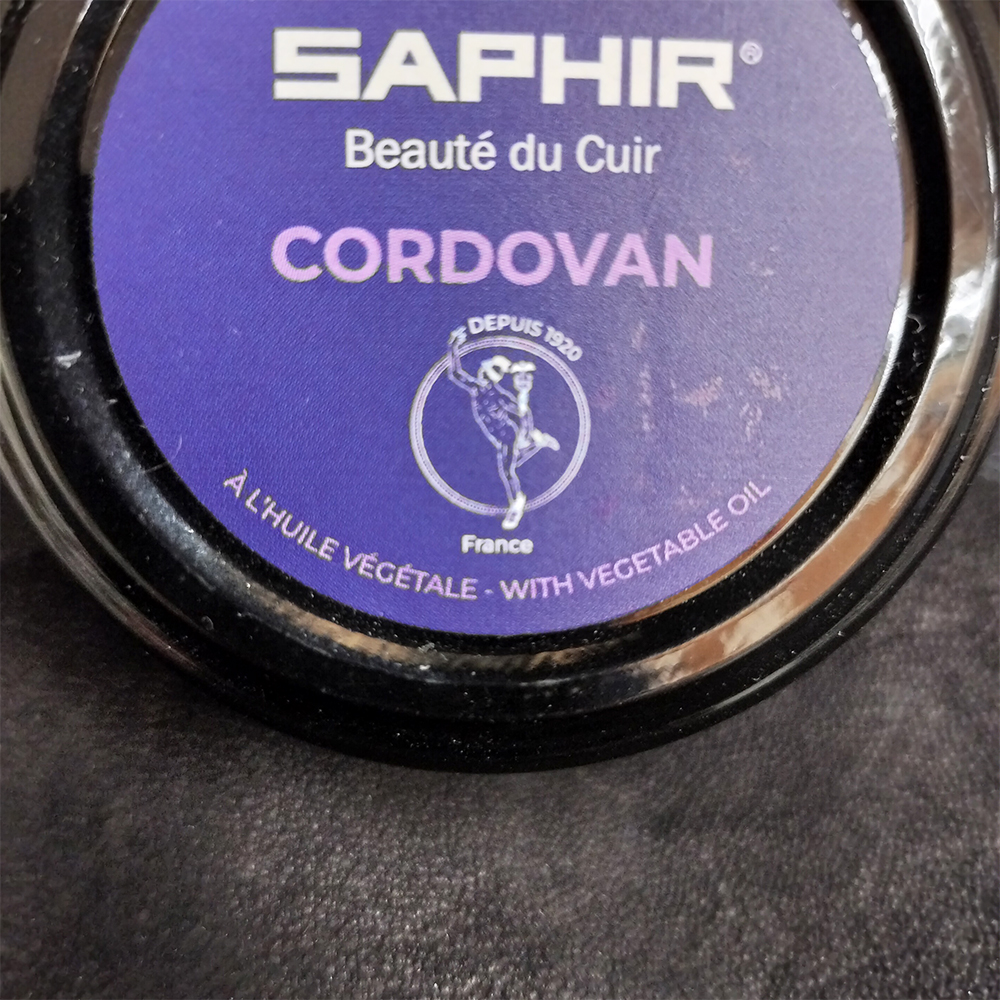 SAPHIR®
Beauté du Cuir
CORDOVAN
DEPUIS 1920
France
À L'HUILE VÉGÉTALE - WITH VEGETABLE OIL